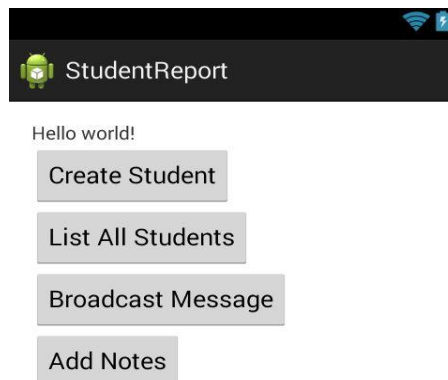 StudentReport
Hello world!
Create Student
List All Students
Broadcast Message
Add Notes